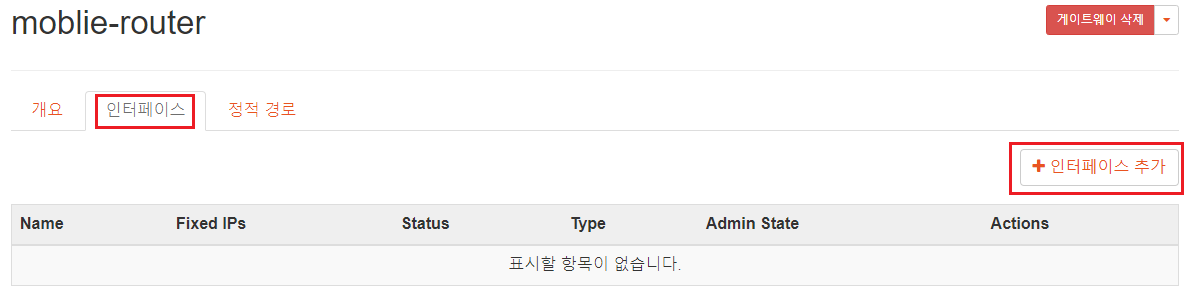 moblie-router
게이트웨이 삭제
개요 인터페이스 정적 경로
+ 인터페이스 추가
Name Fixed IPs Status Type Admin State Actions
표시할 항목이 없습니다.